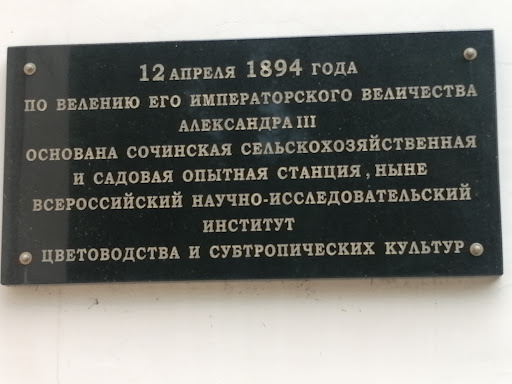 12 АПРЕЛЯ 1894 ГОДА
ПО ВЕЛЕНИЮ ЕГО ИМПЕРАТОРСКОГО ВЕЛИЧЕСТВА
АЛЕКСАНДРА III
ОСНОВАНА СОЧИНСКАЯ СЕЛЬСКОХОЗЯЙСТВЕННАЯ
И САДОВАЯ ОПЫТНАЯ СТАНЦИЯ, НЫНЕ
ВСЕРОССИЙСКИЙ НАУЧНО-ИССЛЕДОВАТЕЛЬСКИЙ
ИНСТИТУТ
ЦВЕТОВОДСТВА И СУБТРОПИЧЕСКИХ КУЛЬТУР